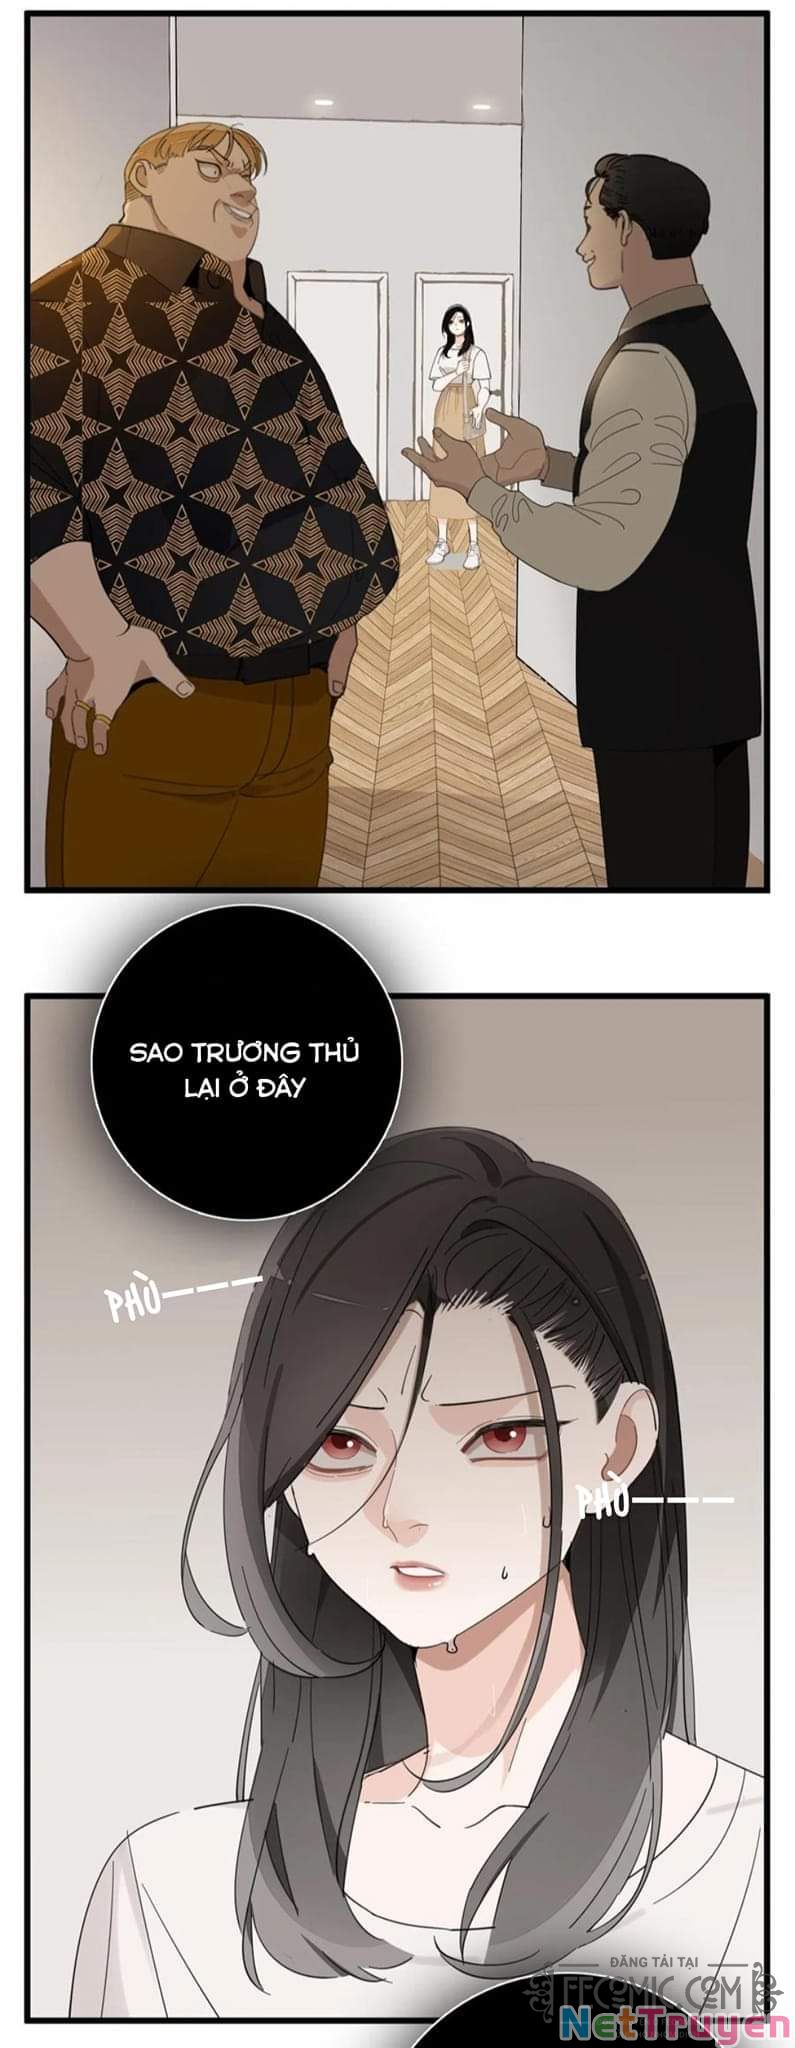 SAO TRƯƠNG THỦ
LẠI Ở ĐÂY
PHÙ---
PHÙ---
ĐĂNG TẢI TẠI
FFCOMIC.COM
NetTruyen